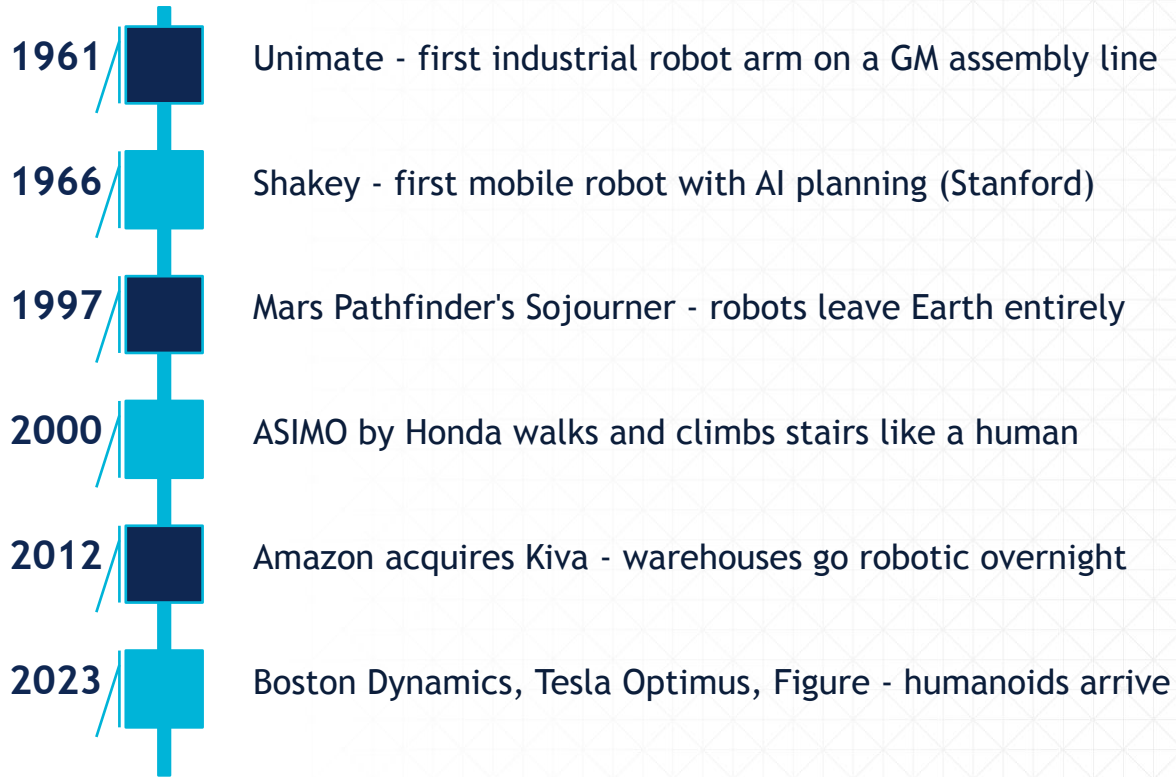 1961 Unimate - first industrial robot arm on a GM assembly line
1966 Shakey - first mobile robot with AI planning (Stanford)
1997 Mars Pathfinder's Sojourner - robots leave Earth entirely
2000 ASIMO by Honda walks and climbs stairs like a human
2012 Amazon acquires Kiva - warehouses go robotic overnight
2023 Boston Dynamics, Tesla Optimus, Figure - humanoids arrive